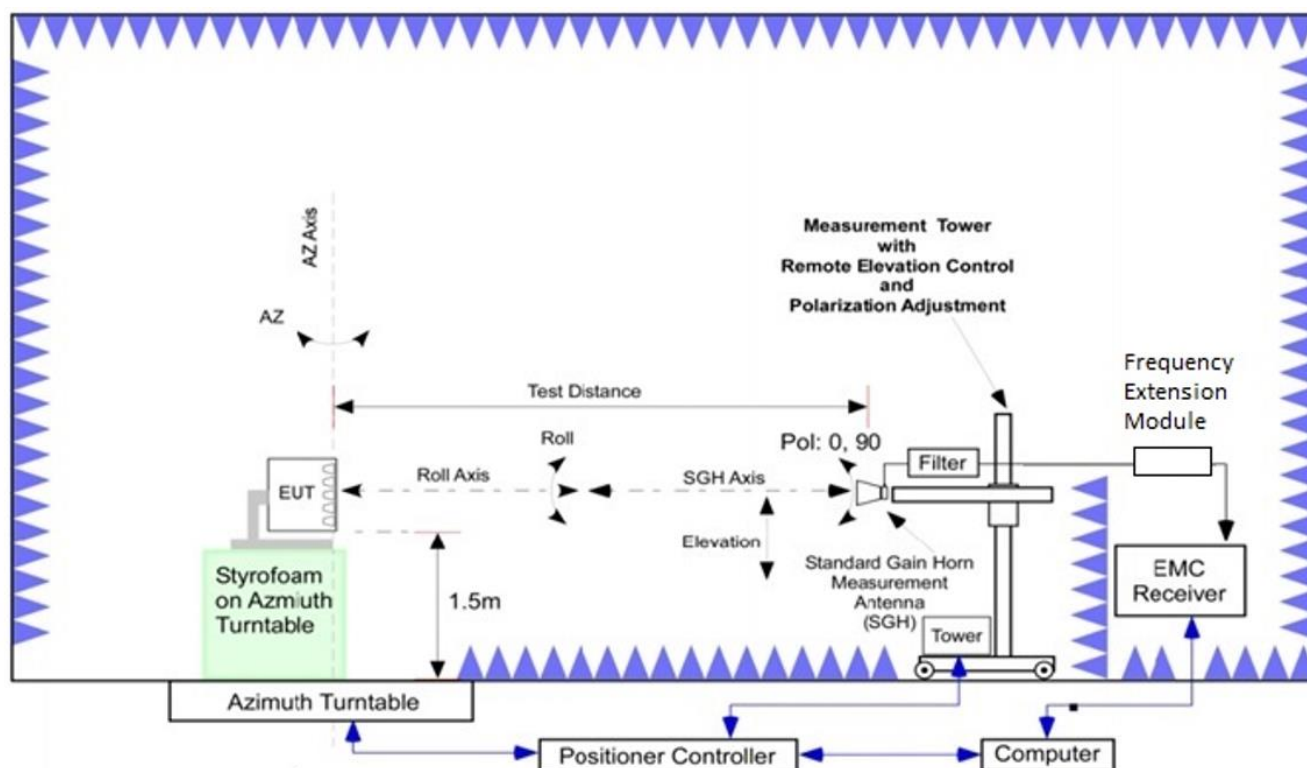 AZ Axis
AZ
Measurement Tower
with
Remote Elevation Control
and
Polarization Adjustment
Frequency
Extension
Module
Test Distance
Roll
Pol: 0, 90
Filter
EUT
Roll Axis
SGH Axis
Elevation
Standard Gain Horn
Measurement
Antenna
(SGH)
EMC
Receiver
Styrofoam
on Azmiuth
Turntable
1.5m
Tower
Azimuth Turntable
Positioner Controller
Computer